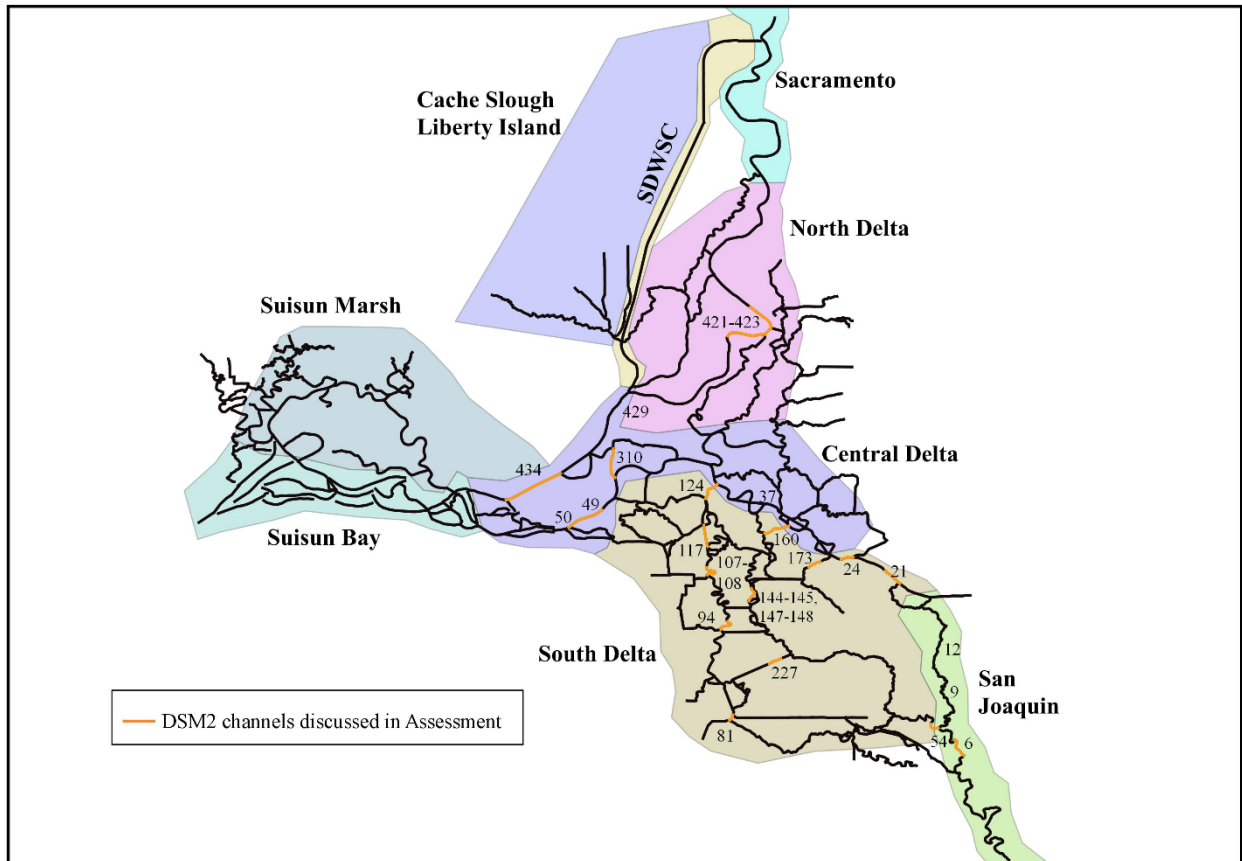 Sacramento
Cache Slough
Liberty Island
SDWSC
North Delta
Suisun Marsh
421-423
429
434
310
Central Delta
124
37
49
50
Suisun Bay
160
117
107-
108
173
24
21
144-145,
147-148
94
South Delta
12
227
9
San
Joaquin
DSM2 channels discussed in Assessment
81
54
6